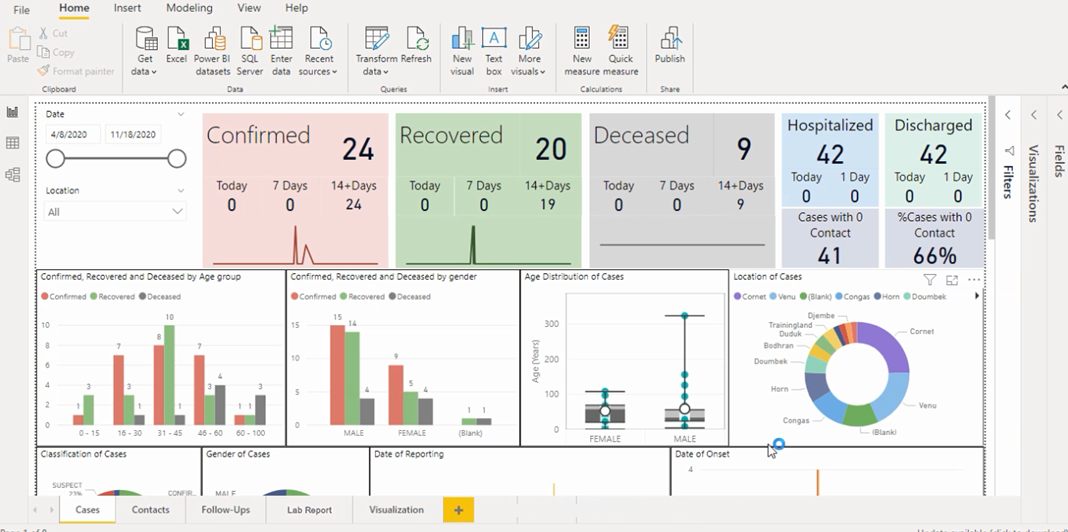 File Home Insert Modeling View Help
Paste
Cut
Copy
Format painter
Get data
Excel
Power BI datasets
SQL Server
Enter data
Recent sources
Transform data
Refresh
New visual
Text box
More visuals
New measure
Quick measure
Publish
Clipboard Data Queries Insert Calculations Share
Date
4/8/2020 11/18/2020
Location
All
Confirmed 24
Today 7 Days 14+Days
0 0 24
Recovered 20
Today 7 Days 14+Days
0 0 19
Deceased 9
Today 7 Days 14+Days
0 0 9
Hospitalized
42
Today 1 Day
0 0
Discharged
42
Today 1 Day
0 0
Cases with 0
Contact
41
%Cases with 0
Contact
66%
Filters
Visualizations
Fields
Confirmed, Recovered and Deceased by Age group
Confirmed Recovered Deceased
10
8
6
4
2
0
1 3
7 3 1
8 10 1
7 3 4
1 1 3
0 - 15 16 - 30 31 - 45 46 - 60 60 - 100
Confirmed, Recovered and Deceased by gender
Confirmed Recovered Deceased
15
10
5
0
15 14 4
9 5 4
1 1
MALE FEMALE (Blank)
Age Distribution of Cases
Age (Years)
300
200
100
0
FEMALE MALE
Location of Cases
Cornet Venu (Blank) Congas Horn Doumbek
Djembe
Trainingland
Duduk
Bodhran
Doumbek
Horn
Congas
(Blank)
Venu
Cornet
Classification of Cases
SUSPECT
CONFIR...
Gender of Cases
MALE
Date of Reporting
Date of Onset
4
Cases Contacts Follow-Ups Lab Report Visualization +